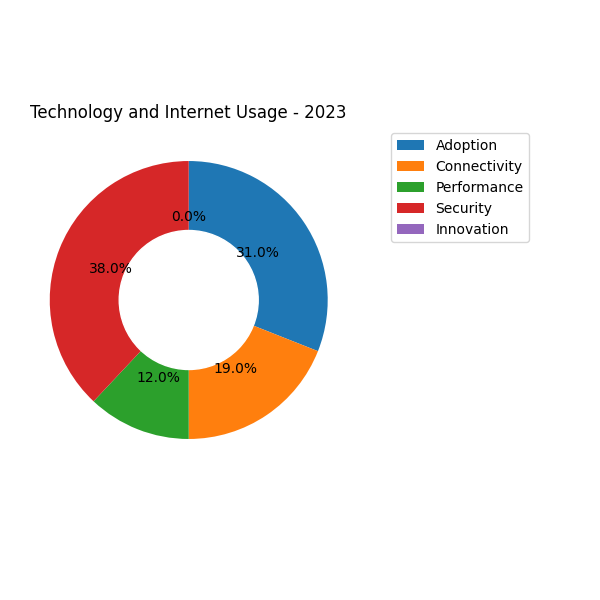 Technology and Internet Usage - 2023
Adoption
Connectivity
Performance
Security
Innovation
0.0%
31.0%
38.0%
19.0%
12.0%